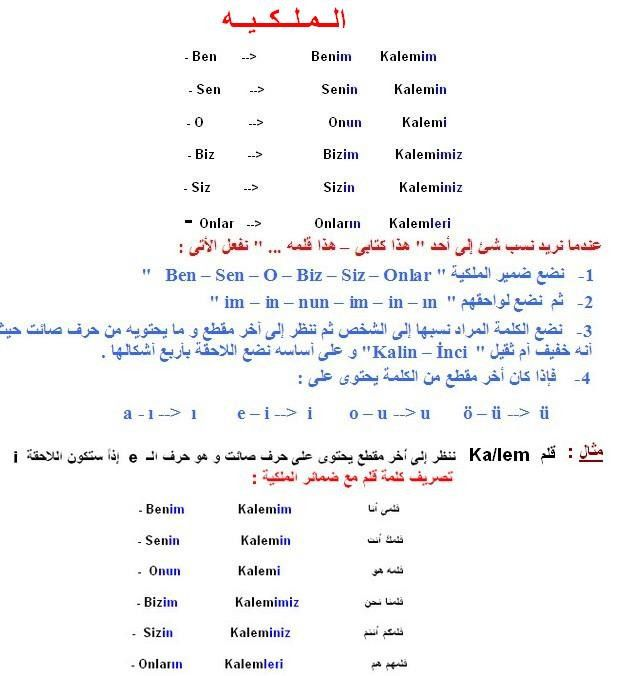 الـمـلـكـيـه
- Ben --> Benim Kalemim
- Sen --> Senin Kalemin
- O --> Onun Kalemi
- Biz --> Bizim Kalemimiz
- Siz --> Sizin Kaleminiz
- Onlar --> Onların Kalemleri
عندما نريد نسب شئ إلى أحد " هذا كتابى – هذا قلمه ... " نفعل الأتى :
1- نضع ضمير الملكية " Ben – Sen – O – Biz – Siz – Onlar "
2- ثم نضع لواحقهم " im – in – nun – im – in – ın "
3- نضع الكلمة المراد نسبها إلى الشخص ثم ننظر إلى أخر مقطع و ما يحتويه من حرف صائت حيث
أنه خفيف أم ثقيل " Kalin – İnci" و على أساسه نضع اللاحقة بأربع أشكالها .
4- فإذا كان أخر مقطع من الكلمة يحتوى على :
a - ı --> ı e – i --> i o – u --> u ö – ü --> ü
مثال : قلم Ka/lem ننظر إلى أخر مقطع يحتوى على حرف صائت و هو حرف الـ e إذاً ستكون اللاحقة i
تصريف كلمة قلم مع ضمائر الملكية :
- Benim Kalemim قلمى أنا
- Senin Kalemin قلمك أنت
- Onun Kalemi قلمه هو
- Bizim Kalemimiz قلمنا نحن
- Sizin Kaleminiz قلمكم أنتم
- Onların Kalemleri قلمهم هم